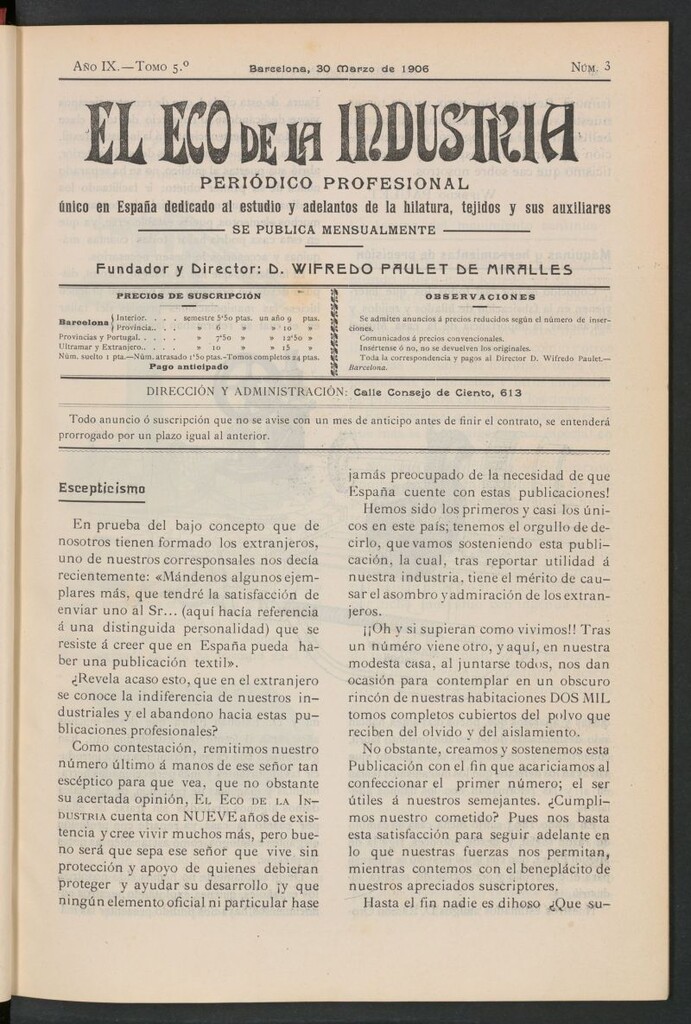 AÑO IX.—TOMO 5.º
Barcelona, 30 Marzo de 1906
NÚM. 3
EL ECO DE LA INDUSTRIA
PERIÓDICO PROFESIONAL
único en España dedicado al estudio y adelantos de la hilatura, tejidos y sus auxiliares
SE PUBLICA MENSUALMENTE
Fundador y Director: D. WIFREDO PAULET DE MIRALLES
PRECIOS DE SUSCRIPCIÓN
Barcelona { Interior. . . . semestre 5'50 ptas. un año 9 ptas.
Provincia. . . » 6 » » 10 »
Provincias y Portugal. . . . » 7'50 » » 12'50 »
Ultramar y Extranjero.. . . . » 10 » » 15 »
Núm. suelto 1 pta.—Núm. atrasado 1'50 ptas.-Tomos completos 24 ptas.
Pago anticipado
OBSERVACIONES
Se admiten anuncios á precios reducidos según el número de inser-
ciones.
Comunicados á precios convencionales.
Insértense ó no, no se devuelven los originales.
Toda la correspondencia y pagos al Director D. Wifredo Paulet.—
Barcelona.
DIRECCIÓN Y ADMINISTRACIÓN: Calle Consejo de Ciento, 613
Todo anuncio ó suscripción que no se avise con un mes de anticipo antes de finir el contrato, se entenderá
prorrogado por un plazo igual al anterior.
Escepticismo
En prueba del bajo concepto que de
nosotros tienen formado los extranjeros,
uno de nuestros corresponsales nos decía
recientemente: «Mándenos algunos ejem-
plares más, que tendré la satisfacción de
enviar uno al Sr... (aquí hacía referencia
á una distinguida personalidad) que se
resiste á creer que en España pueda ha-
ber una publicación textil».
¿Revela acaso esto, que en el extranjero
se conoce la indiferencia de nuestros in-
dustriales y el abandono hacia estas pu-
blicaciones profesionales?
Como contestación, remitimos nuestro
número último á manos de ese señor tan
escéptico para que vea, que no obstante
su acertada opinión, EL ECO DE LA IN-
DUSTRIA cuenta con NUEVE años de exis-
tencia y cree vivir muchos más, pero bue-
no será que sepa ese señor que vive sin
protección y apoyo de quienes debieran
proteger y ayudar su desarrollo ¡y que
ningún elemento oficial ni particular hase
jamás preocupado de la necesidad de que
España cuente con estas publicaciones!
Hemos sido los primeros y casi los úni-
cos en este país; tenemos el orgullo de de-
cirlo, que vamos sosteniendo esta publi-
cación, la cual, tras reportar utilidad á
nuestra industria, tiene el mérito de cau-
sar el asombro y admiración de los extran-
jeros.
¡¡Oh y si supieran como vivimos!! Tras
un número viene otro, y aquí, en nuestra
modesta casa, al juntarse todos, nos dan
ocasión para contemplar en un obscuro
rincón de nuestras habitaciones DOS MIL
tomos completos cubiertos del polvo que
reciben del olvido y del aislamiento.
No obstante, creamos y sostenemos esta
Publicación con el fin que acariciamos al
confeccionar el primer número; el ser
útiles á nuestros semejantes. ¿Cumpli-
mos nuestro cometido? Pues nos basta
esta satisfacción para seguir adelante en
lo que nuestras fuerzas nos permitan,
mientras contemos con el beneplácito de
nuestros apreciados suscriptores.
Hasta el fin nadie es dihoso ¿Que su-